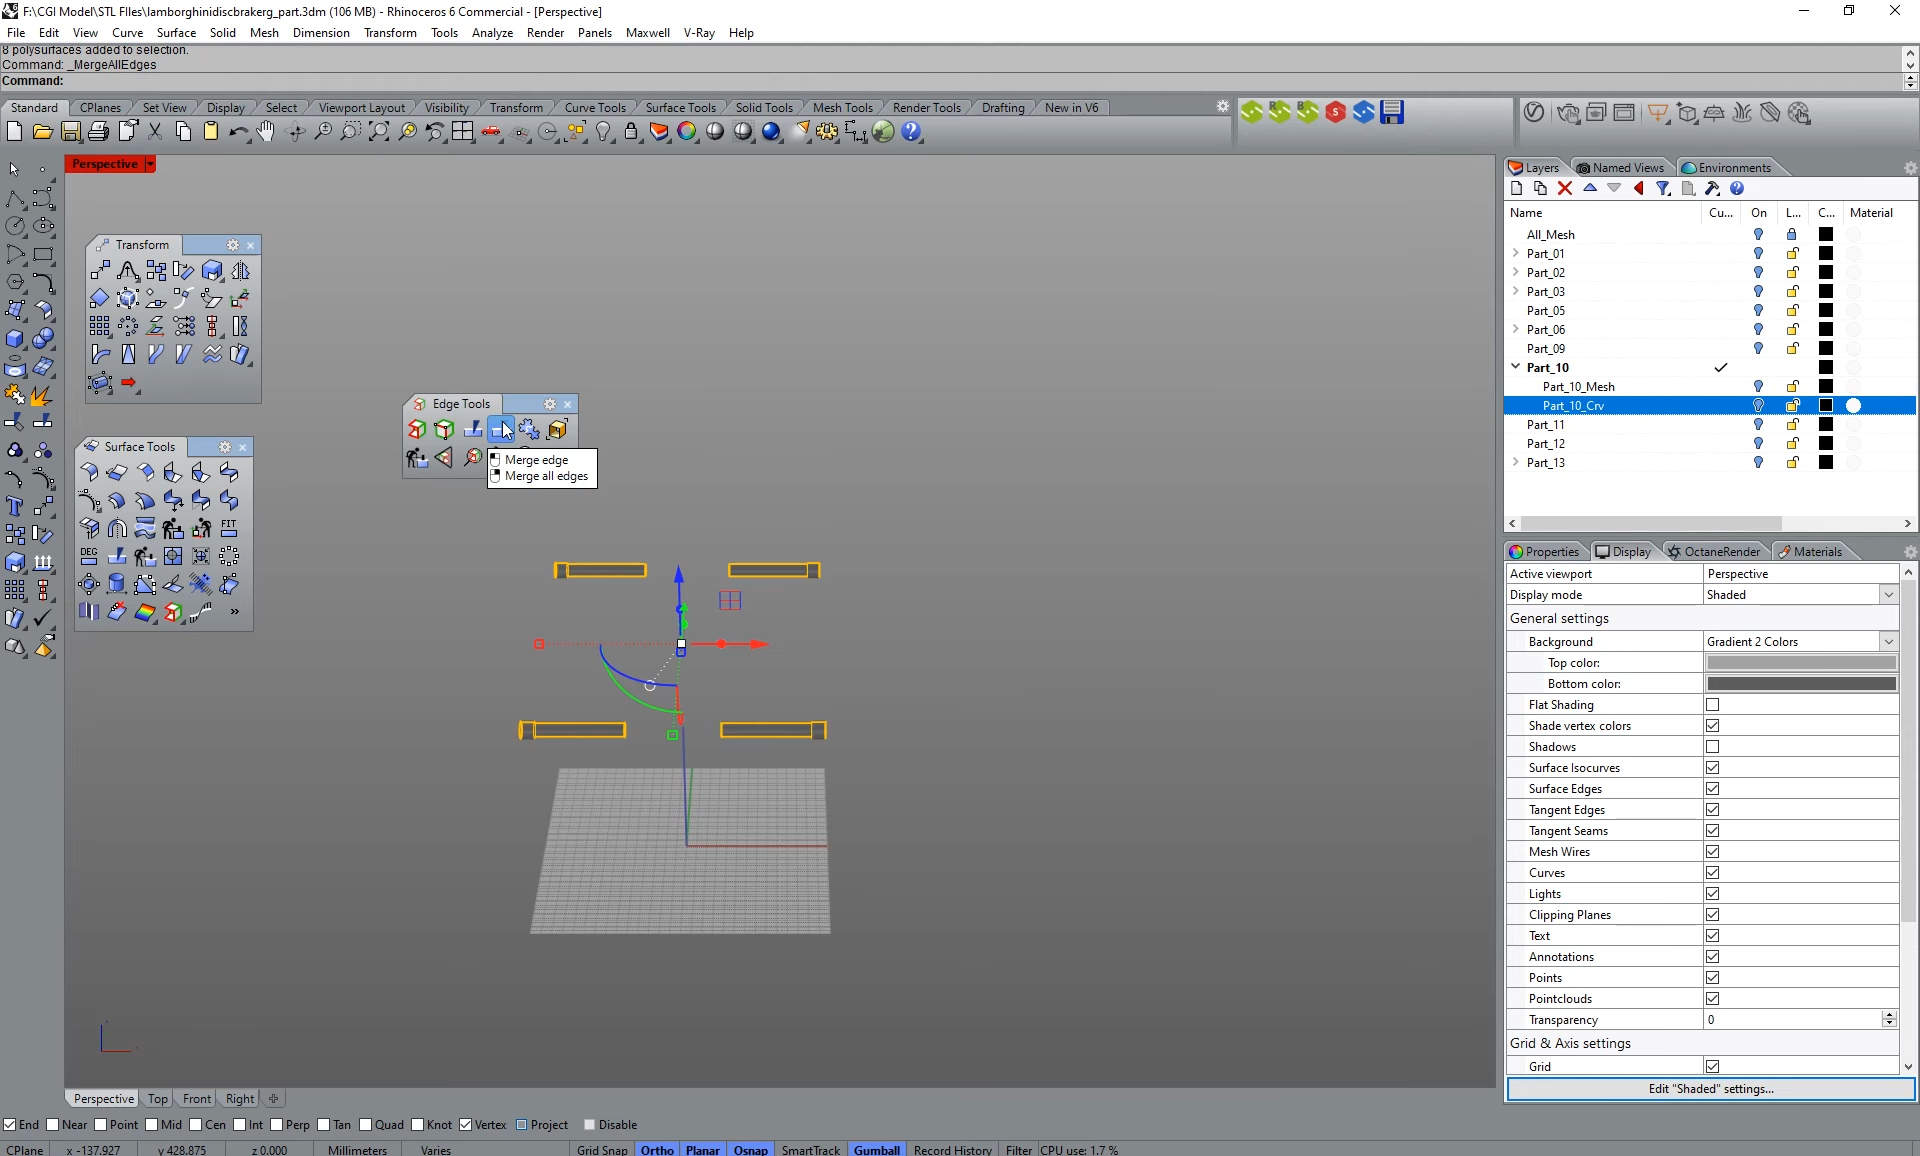 F:\CGI Model\STL FIles\lamborghinidiscbrakerg_part.3dm (106 MB) - Rhinoceros 6 Commercial - [Perspective]
File Edit View Curve Surface Solid Mesh Dimension Transform Tools Analyze Render Panels Maxwell V-Ray Help
8 polysurfaces added to selection.
Command: _MergeAllEdges
Command:
Standard CPlanes Set View Display Select Viewport Layout Visibility Transform Curve Tools Surface Tools Solid Tools Mesh Tools Render Tools Drafting New in V6
Perspective
Layers Named Views Environments
Name Cu... On L... C... Material
All_Mesh
Part_01
Part_02
Part_03
Part_05
Part_06
Part_09
Part_10
Part_10_Mesh
Part_10_Crv
Part_11
Part_12
Part_13
Transform
Edge Tools
Merge edge
Merge all edges
Surface Tools
FIT
DEG
Properties Display OctaneRender Materials
Active viewport Perspective
Display mode Shaded
General settings
Background Gradient 2 Colors
Top color:
Bottom color:
Flat Shading
Shade vertex colors
Shadows
Surface Isocurves
Surface Edges
Tangent Edges
Tangent Seams
Mesh Wires
Curves
Lights
Clipping Planes
Text
Annotations
Points
Pointclouds
Transparency 0
Grid & Axis settings
Grid
Edit "Shaded" settings...
Perspective Top Front Right
End Near Point Mid Cen Int Perp Tan Quad Knot Vertex Project Disable
CPlane x -137.927 y 428.875 z 0.000 Millimeters Varies Grid Snap Ortho Planar Osnap SmartTrack Gumball Record History Filter CPU use: 1.7 %